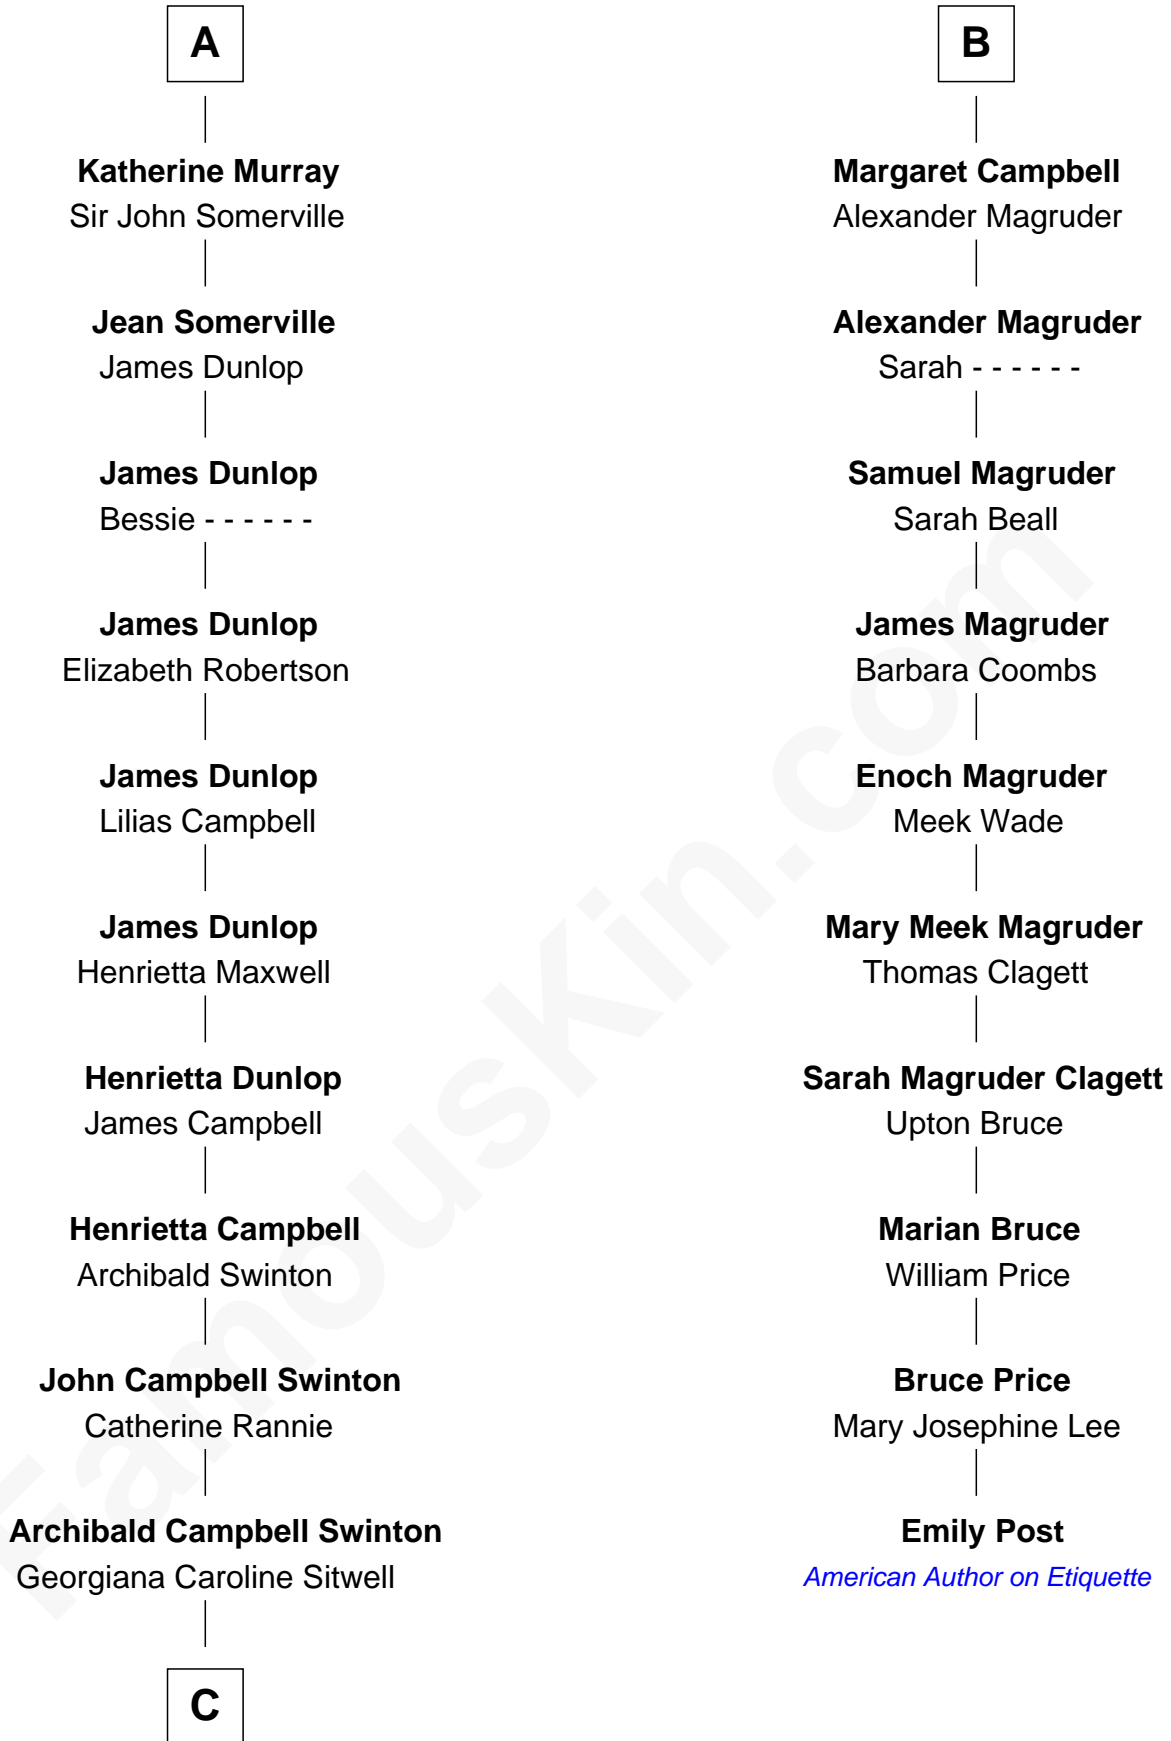 A
Katherine Murray
Sir John Somerville
Jean Somerville
James Dunlop
James Dunlop
Bessie - - - - - -
James Dunlop
Elizabeth Robertson
James Dunlop
Lilias Campbell
James Dunlop
Henrietta Maxwell
Henrietta Dunlop
James Campbell
Henrietta Campbell
Archibald Swinton
John Campbell Swinton
Catherine Rannie
Archibald Campbell Swinton
Georgiana Caroline Sitwell
C
B
Margaret Campbell
Alexander Magruder
Alexander Magruder
Sarah - - - - - -
Samuel Magruder
Sarah Beall
James Magruder
Barbara Coombs
Enoch Magruder
Meek Wade
Mary Meek Magruder
Thomas Clagett
Sarah Magruder Clagett
Upton Bruce
Marian Bruce
William Price
Bruce Price
Mary Josephine Lee
Emily Post
American Author on Etiquette
FamousKin.com